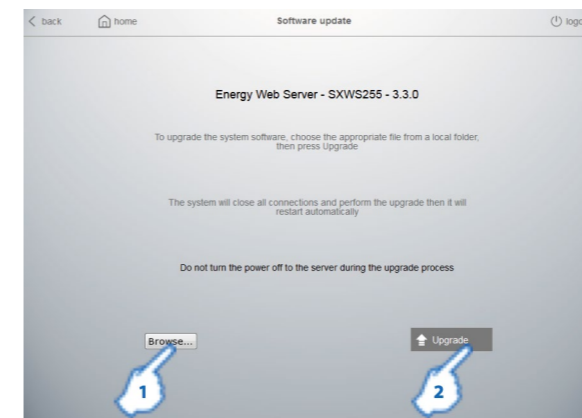 < back home Software update logo
Energy Web Server - SXWS255 - 3.3.0
To upgrade the system software, choose the appropriate file from a local folder,
then press Upgrade
The system will close all connections and perform the upgrade then it will
restart automatically
Do not turn the power off to the server during the upgrade process
Browse... Upgrade
1 2